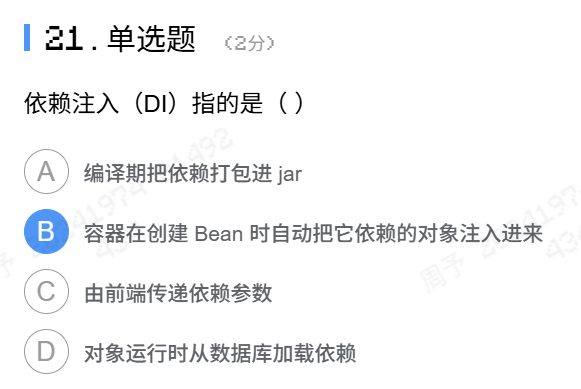 21.单选题 （2分）
依赖注入（DI）指的是（ ）
A 编译期把依赖打包进 jar
B 容器在创建 Bean 时自动把它依赖的对象注入进来
C 由前端传递依赖参数
D 对象运行时从数据库加载依赖